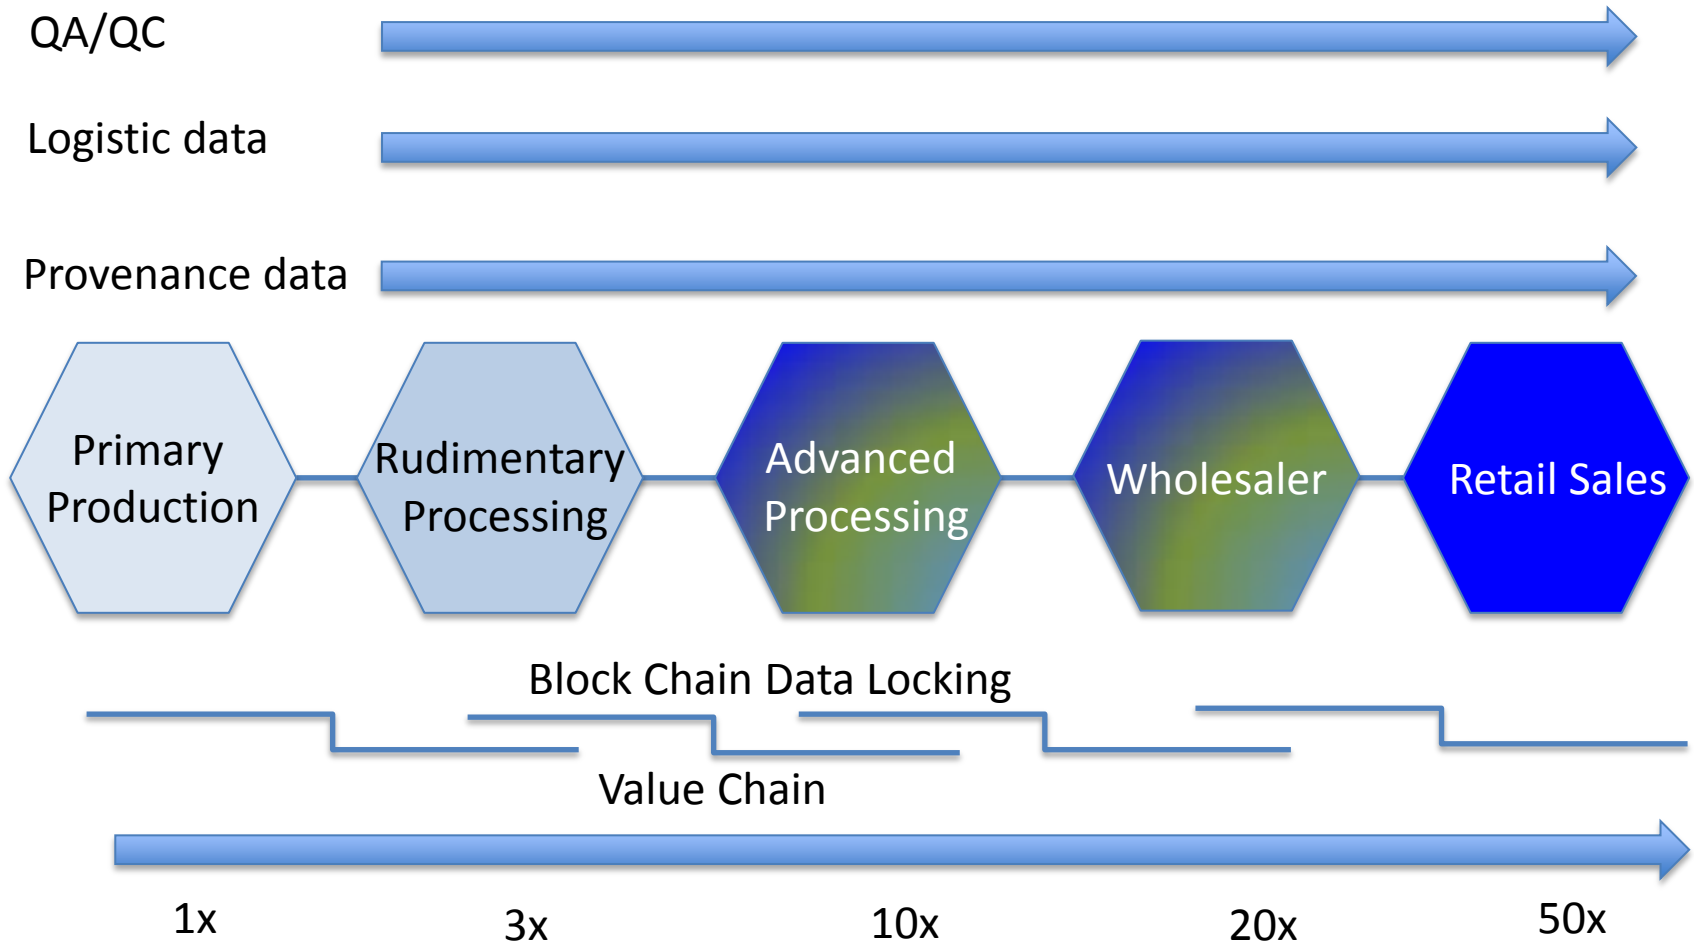 QA/QC
Logistic data
Provenance data
Primary
Production
Rudimentary
Processing
Advanced
Processing
Wholesaler
Retail Sales
Block Chain Data Locking
Value Chain
1x
3x
10x
20x
50x